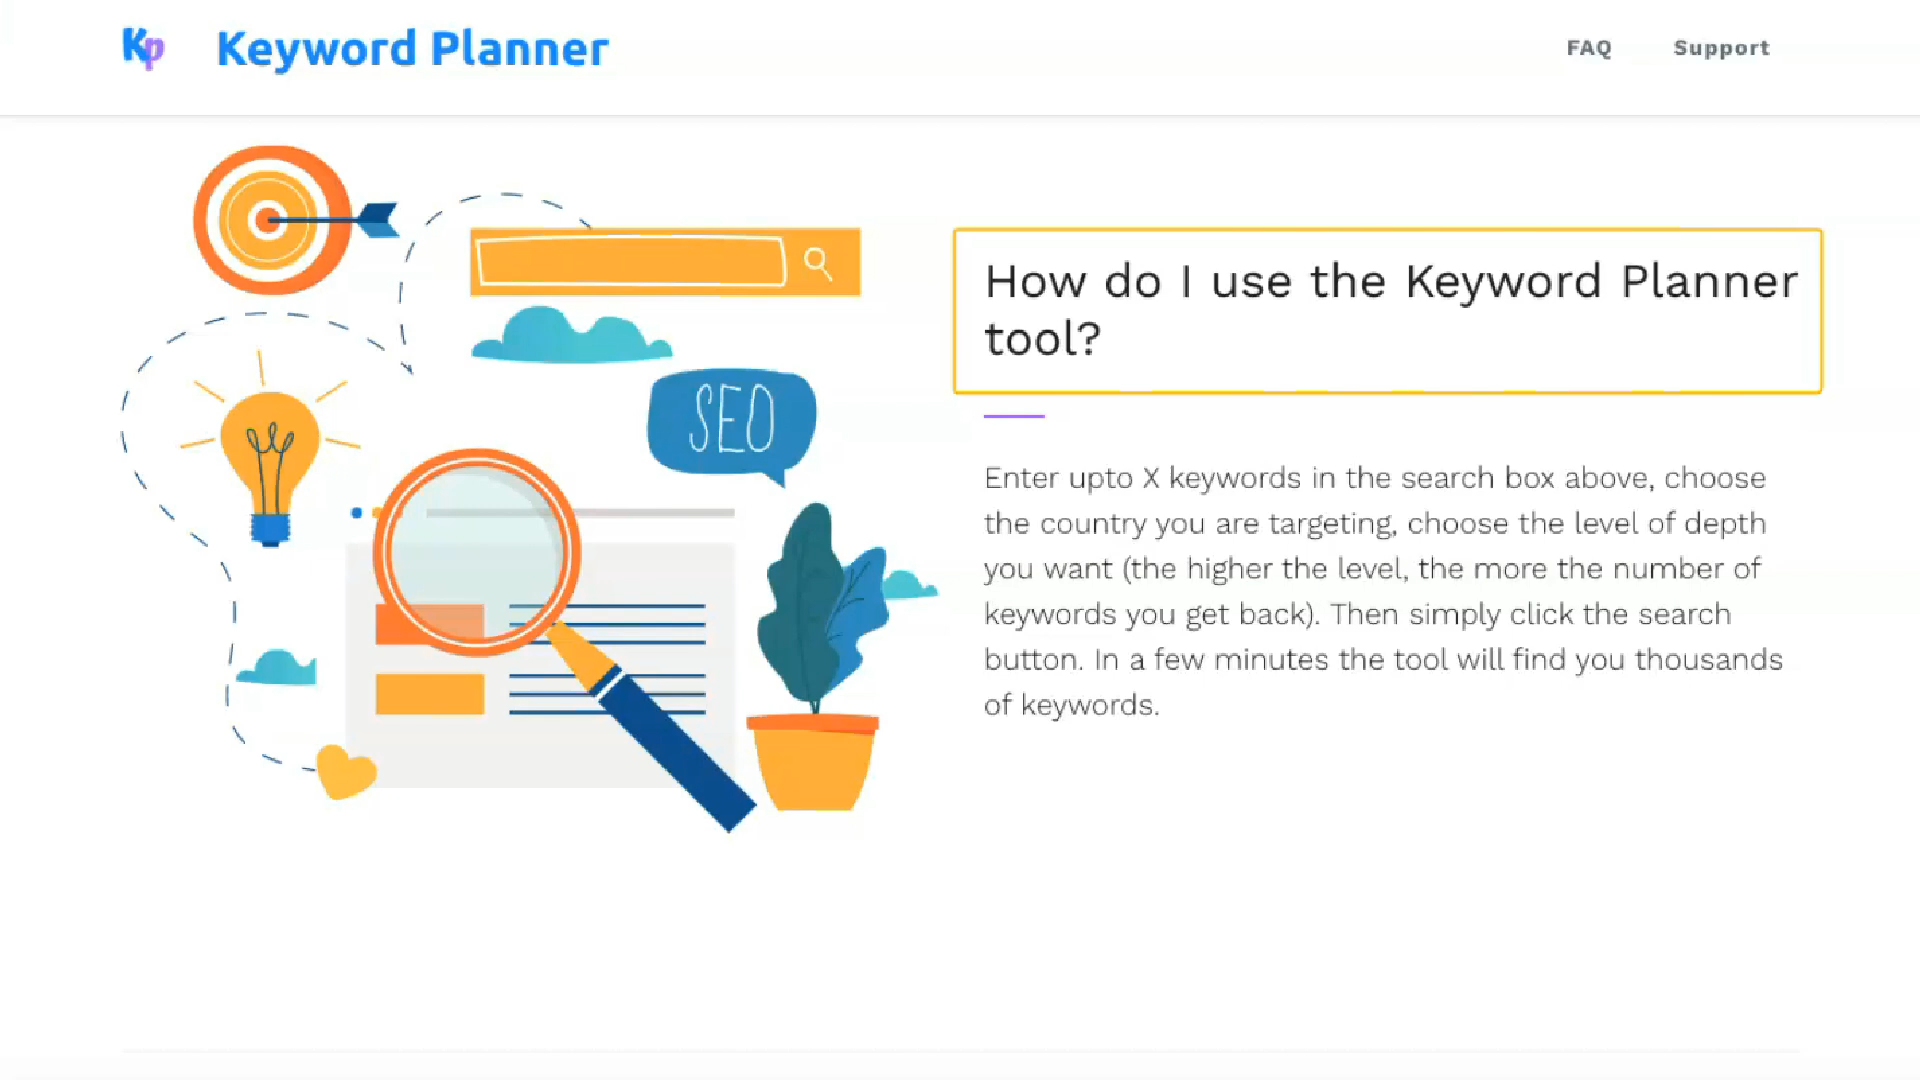 Kp Keyword Planner
FAQ Support
SEO
How do I use the Keyword Planner
tool?
Enter upto X keywords in the search box above, choose
the country you are targeting, choose the level of depth
you want (the higher the level, the more the number of
keywords you get back). Then simply click the search
button. In a few minutes the tool will find you thousands
of keywords.